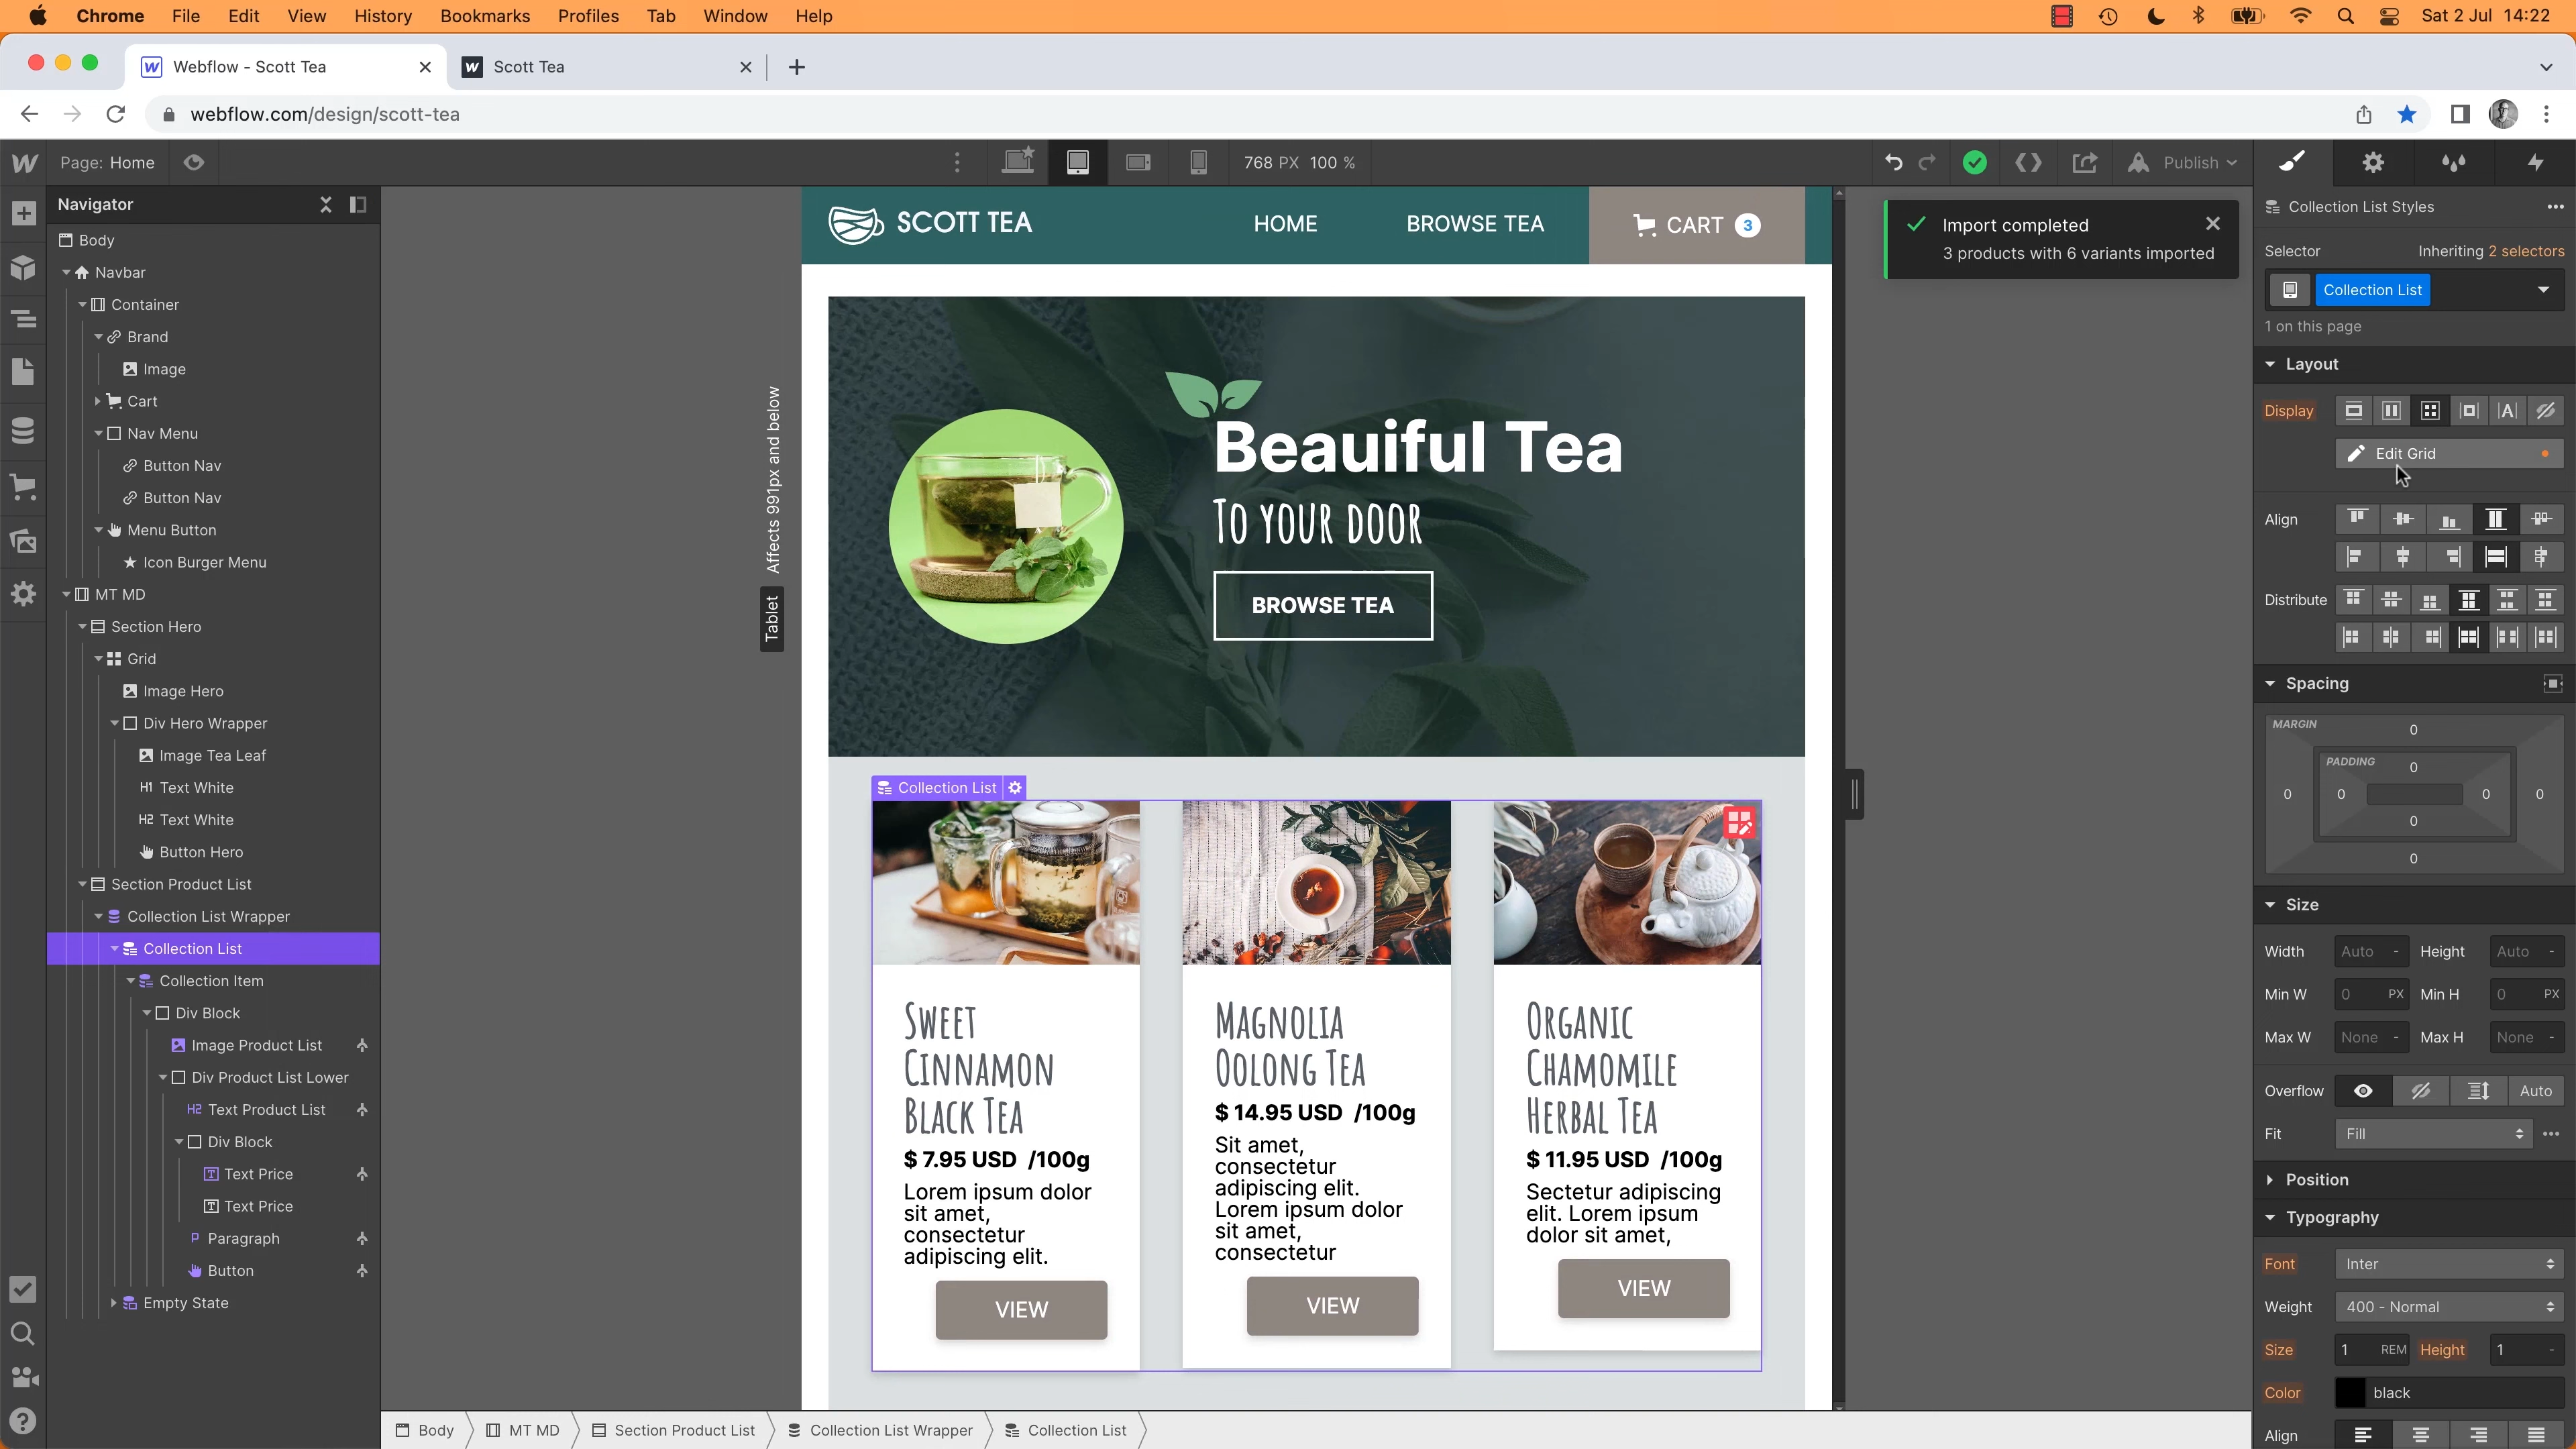 Chrome File Edit View History Bookmarks Profiles Tab Window Help Sat 2 Jul 14:22
Webflow - Scott Tea
Scott Tea
webflow.com/design/scott-tea
Page: Home
768 PX 100 %
Publish
Navigator
Body
Navbar
Container
Brand
Image
Cart
Nav Menu
Button Nav
Button Nav
Menu Button
Icon Burger Menu
MT MD
Section Hero
Grid
Image Hero
Div Hero Wrapper
Image Tea Leaf
H1 Text White
H2 Text White
Button Hero
Section Product List
Collection List Wrapper
Collection List
Collection Item
Div Block
Image Product List
Div Product List Lower
H2 Text Product List
Div Block
Text Price
Text Price
P Paragraph
Button
Empty State
Tablet Affects 991px and below
SCOTT TEA
HOME
BROWSE TEA
CART 3
Beauiful Tea
To your door
BROWSE TEA
Collection List
Sweet
Cinnamon
Black Tea
$ 7.95 USD /100g
Lorem ipsum dolor
sit amet,
consectetur
adipiscing elit.
VIEW
Magnolia
Oolong Tea
$ 14.95 USD /100g
Sit amet,
consectetur
adipiscing elit.
Lorem ipsum dolor
sit amet,
consectetur
VIEW
Organic
Chamomile
Herbal Tea
$ 11.95 USD /100g
Sectetur adipiscing
elit. Lorem ipsum
dolor sit amet,
VIEW
Import completed
3 products with 6 variants imported
Body MT MD Section Product List Collection List Wrapper Collection List
Collection List Styles
Selector Inheriting 2 selectors
Collection List
1 on this page
Layout
Display
Edit Grid
Align
Distribute
Spacing
MARGIN
0
PADDING
0
0 0 0 0
0
0
Size
Width Auto - Height Auto -
Min W 0 PX Min H 0 PX
Max W None - Max H None -
Overflow Auto
Fit Fill
Position
Typography
Font Inter
Weight 400 - Normal
Size 1 REM Height 1 -
Color black
Align